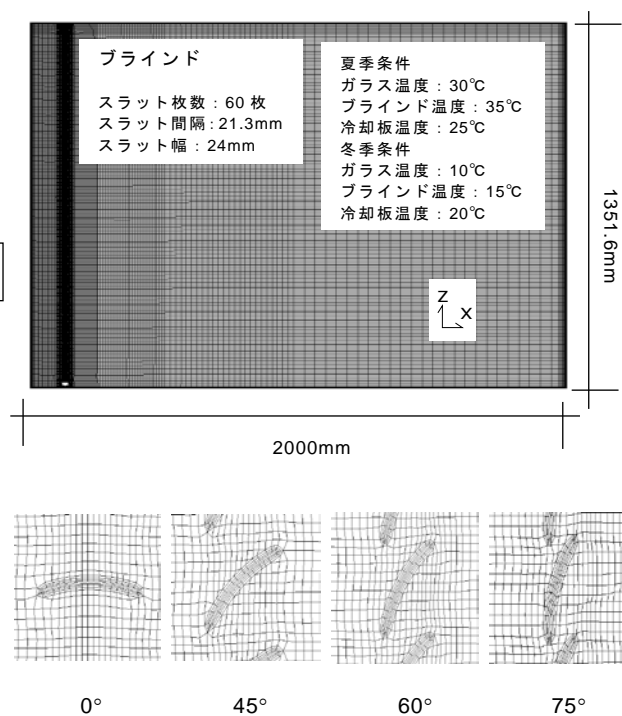 ブラインド
スラット枚数：60 枚
スラット間隔：21.3mm
スラット幅：24mm
夏季条件
ガラス温度：30℃
ブラインド温度：35℃
冷却板温度：25℃
冬季条件
ガラス温度：10℃
ブラインド温度：15℃
冷却板温度：20℃
1351.6mm
Z
X
2000mm
0°
45°
60°
75°